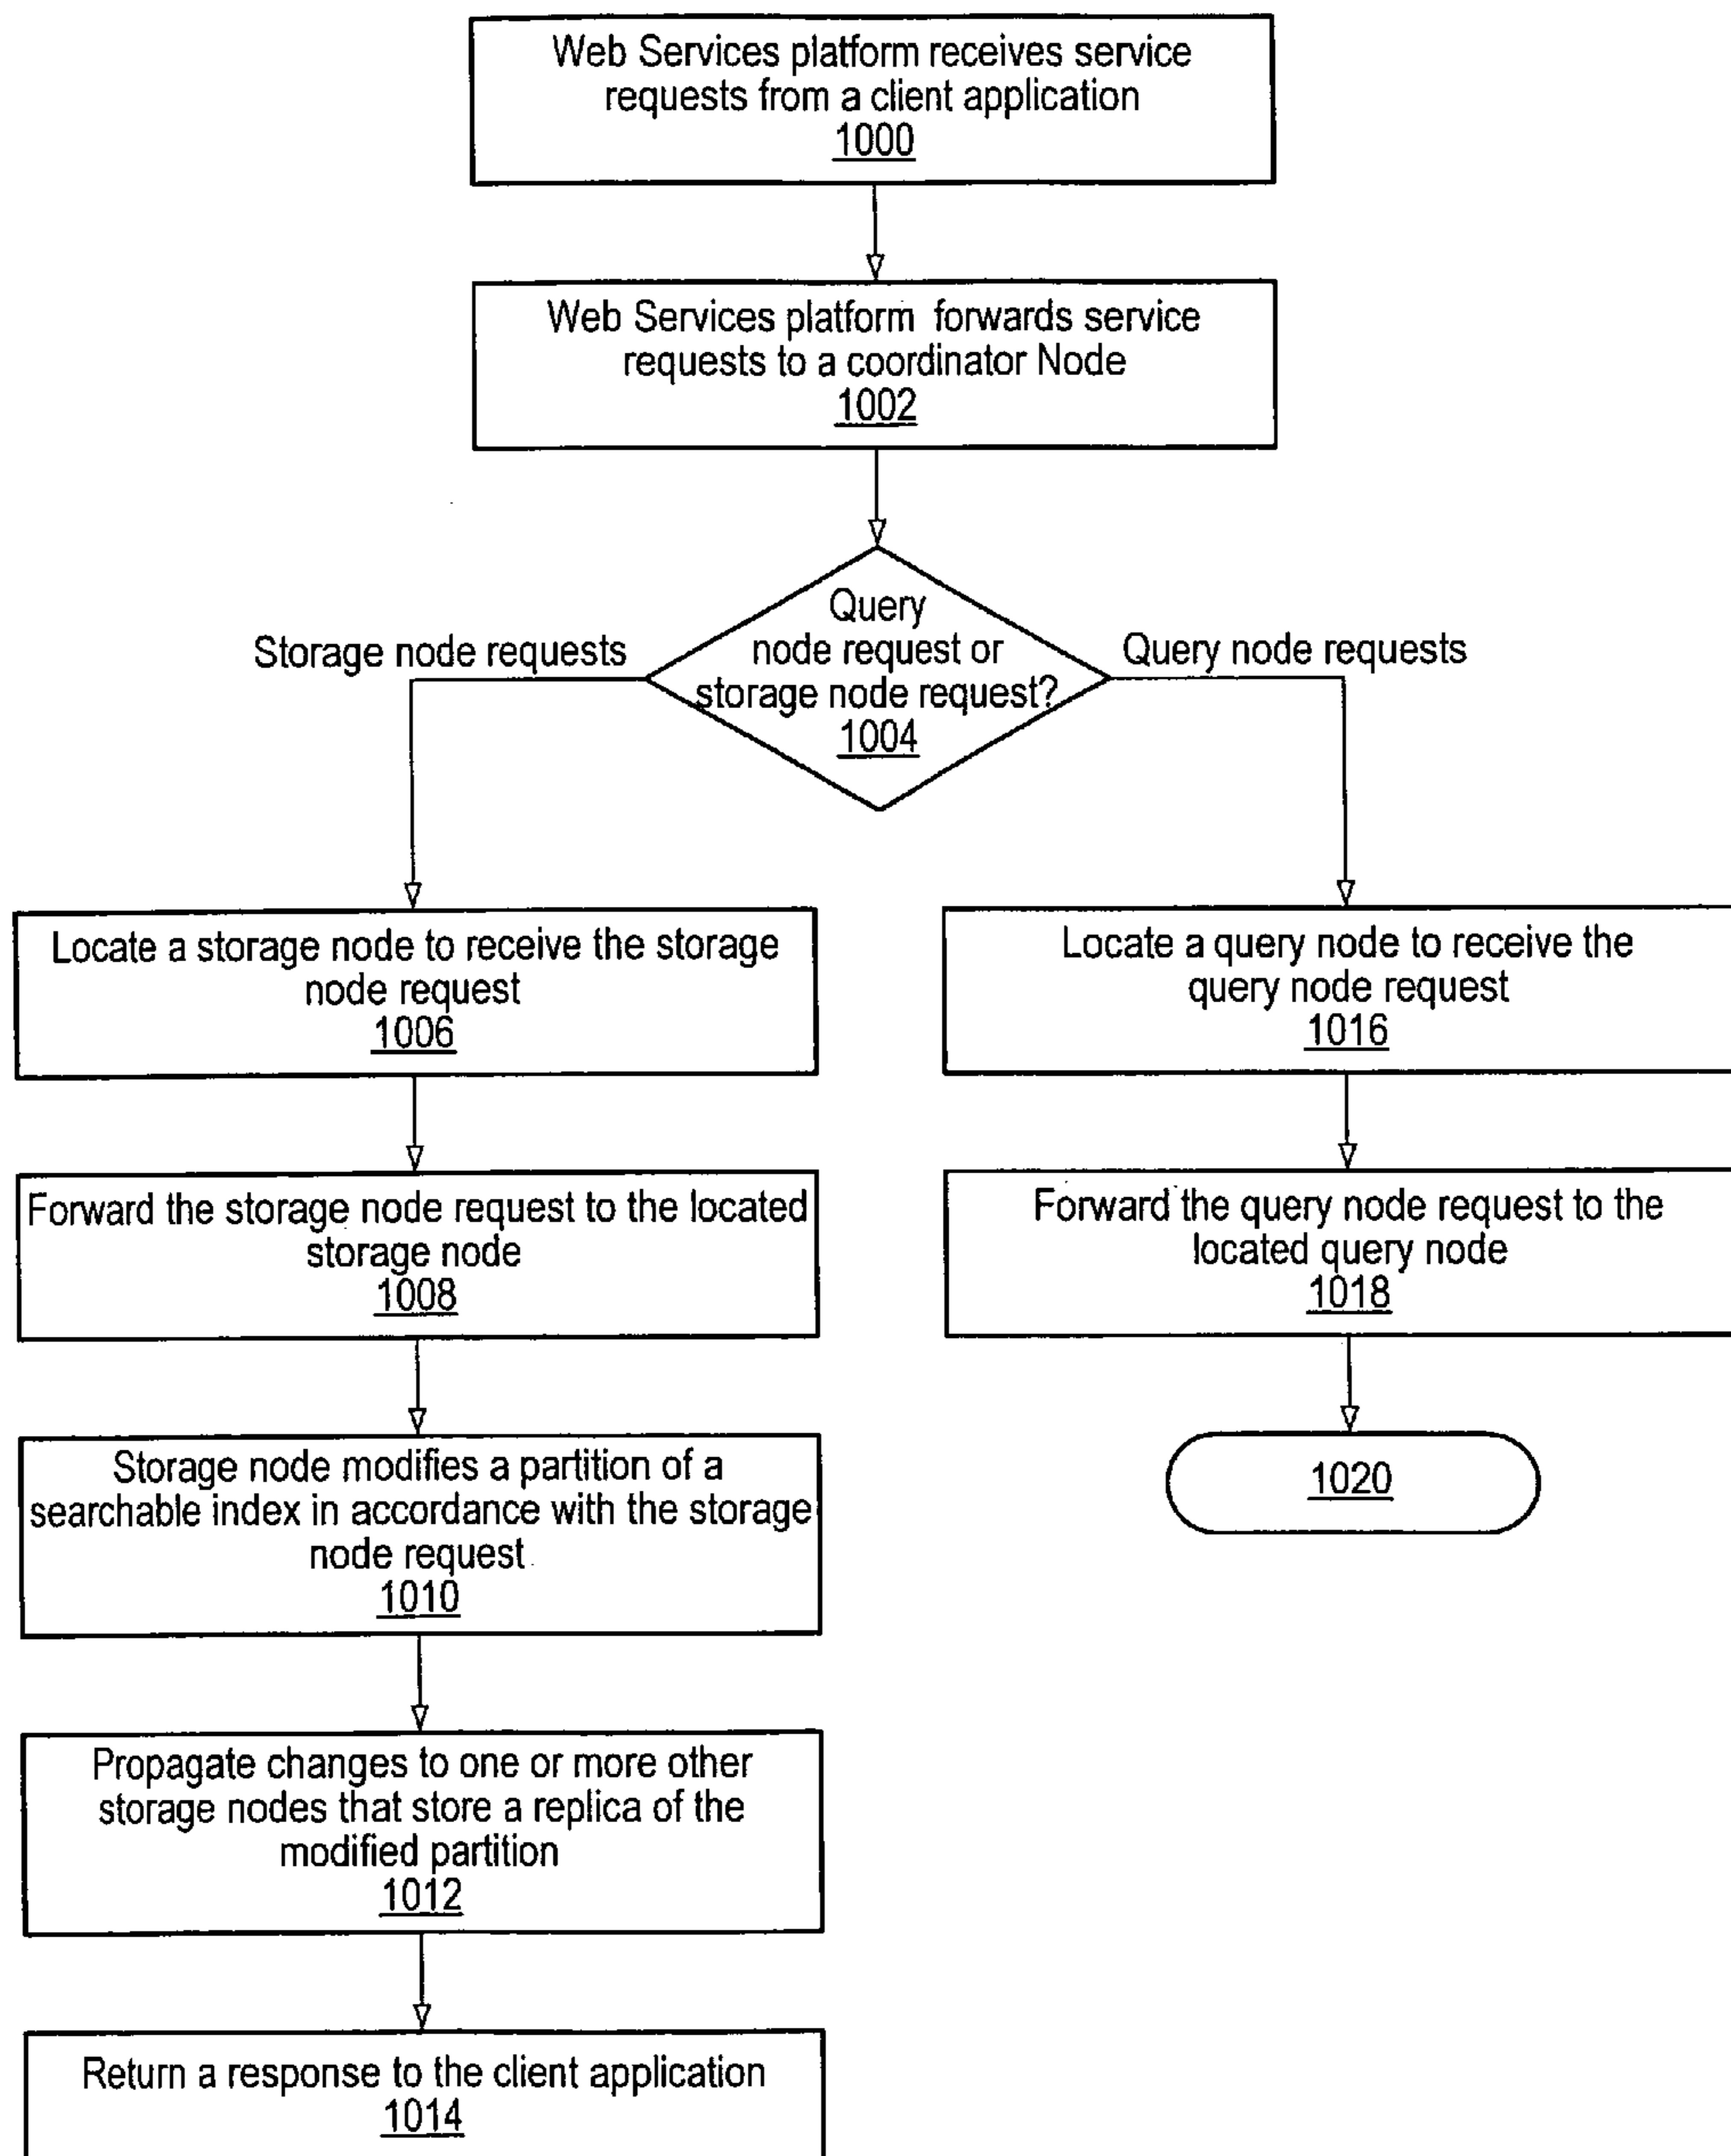 Web Services platform receives service
requests from a client application
1000
Web Services platform forwards service
requests to a coordinator Node
1002
Query
node request or
storage node request?
1004
Storage node requests
Query node requests
Locate a storage node to receive the storage
node request
1006
Forward the storage node request to the located
storage node
1008
Storage node modifies a partition of a
searchable index in accordance with the storage
node request
1010
Propagate changes to one or more other
storage nodes that store a replica of the
modified partition
1012
Return a response to the client application
1014
Locate a query node to receive the
query node request
1016
Forward the query node request to the
located query node
1018
1020